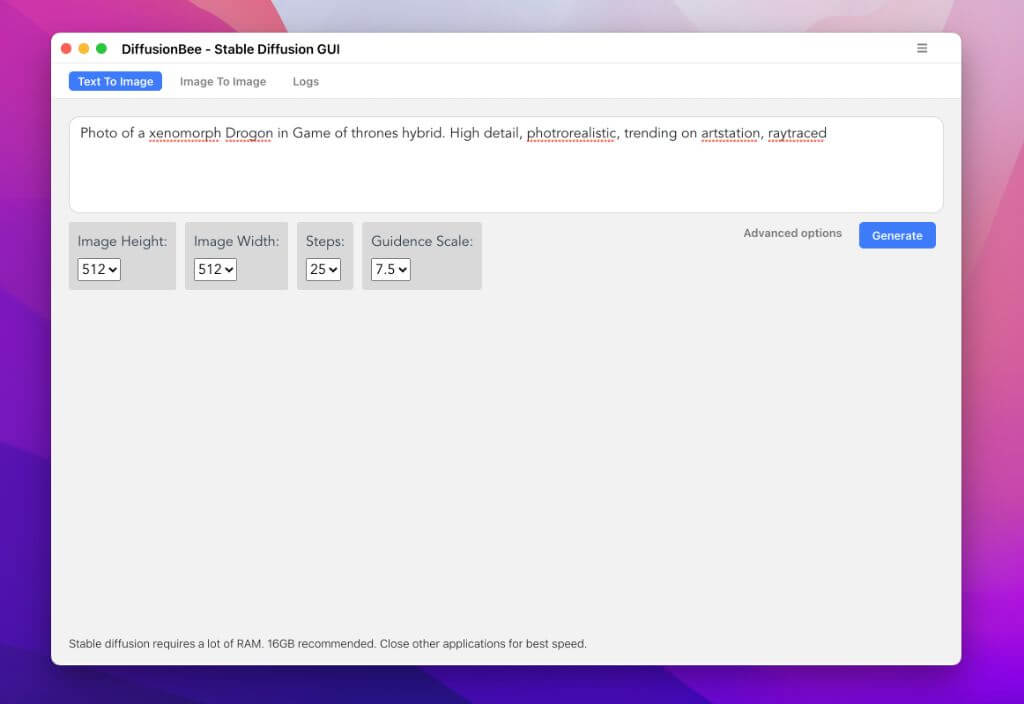 DiffusionBee - Stable Diffusion GUI
Text To Image Image To Image Logs
Photo of a xenomorph Drogon in Game of thrones hybrid. High detail, photrorealistic, trending on artstation, raytraced
Image Height: Image Width: Steps: Guidence Scale: Advanced options Generate
512 512 25 7.5
Stable diffusion requires a lot of RAM. 16GB recommended. Close other applications for best speed.